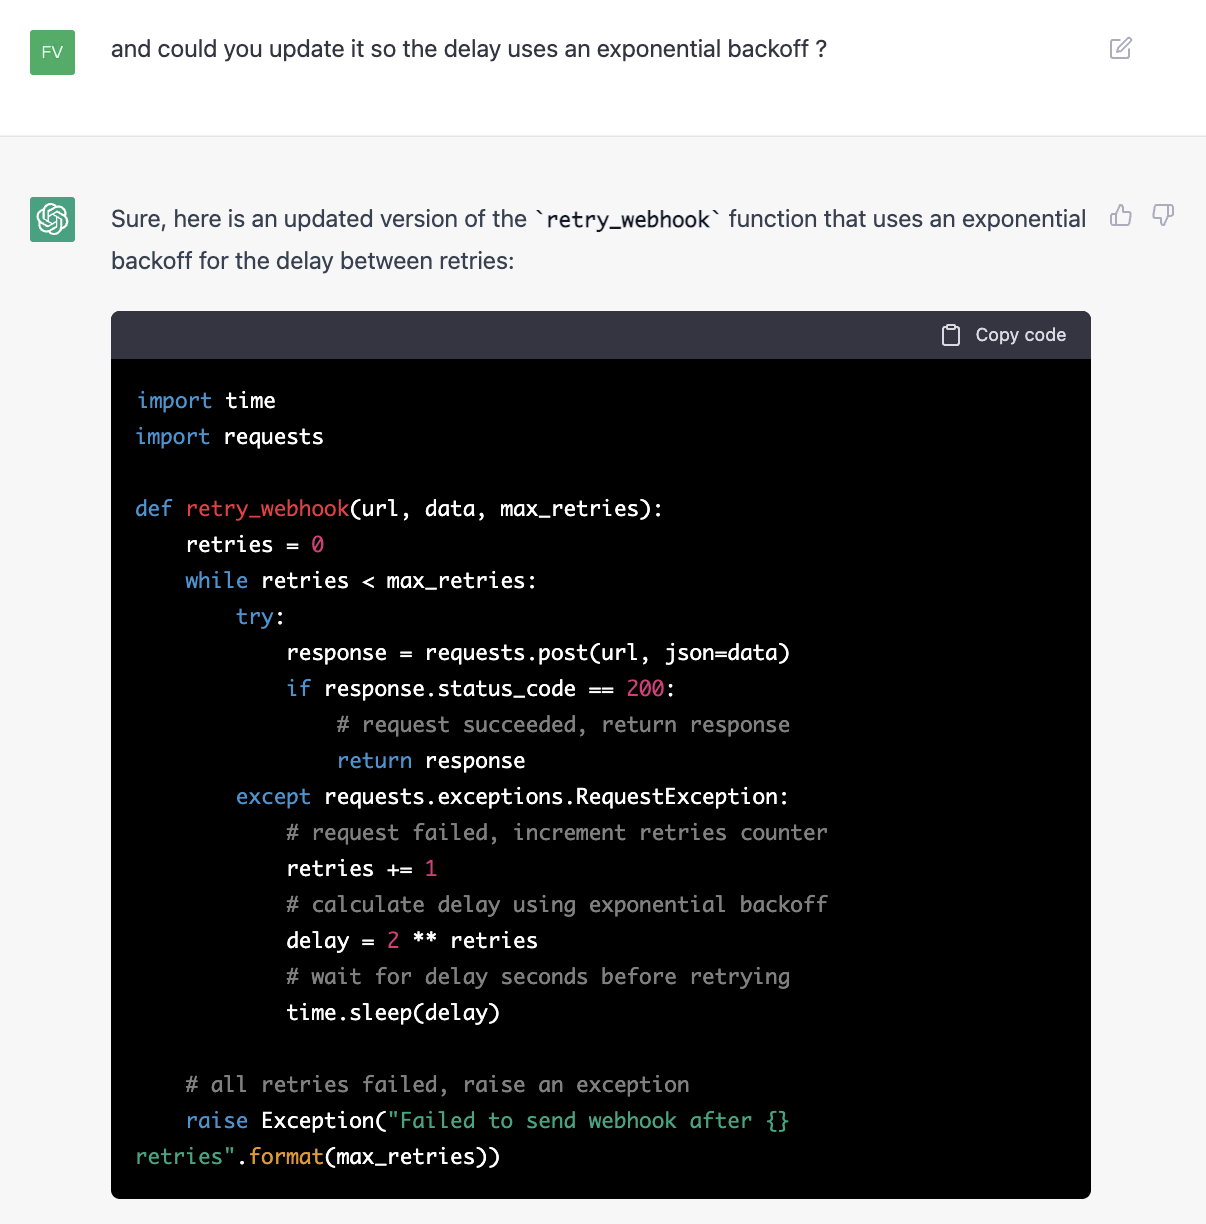 FV
and could you update it so the delay uses an exponential backoff ?
Sure, here is an updated version of the `retry_webhook` function that uses an exponential
backoff for the delay between retries:
Copy code
import time
import requests

def retry_webhook(url, data, max_retries):
    retries = 0
    while retries < max_retries:
        try:
            response = requests.post(url, json=data)
            if response.status_code == 200:
                # request succeeded, return response
                return response
        except requests.exceptions.RequestException:
            # request failed, increment retries counter
            retries += 1
            # calculate delay using exponential backoff
            delay = 2 ** retries
            # wait for delay seconds before retrying
            time.sleep(delay)

    # all retries failed, raise an exception
    raise Exception("Failed to send webhook after {}
retries".format(max_retries))